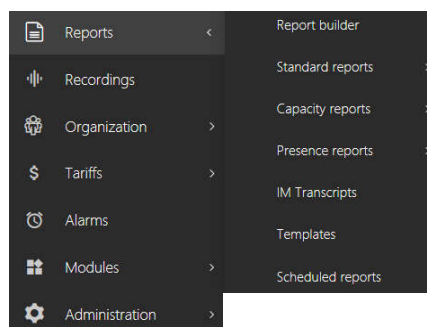 Reports
Recordings
Organization
Tariffs
Alarms
Modules
Administration
Report builder
Standard reports
Capacity reports
Presence reports
IM Transcripts
Templates
Scheduled reports